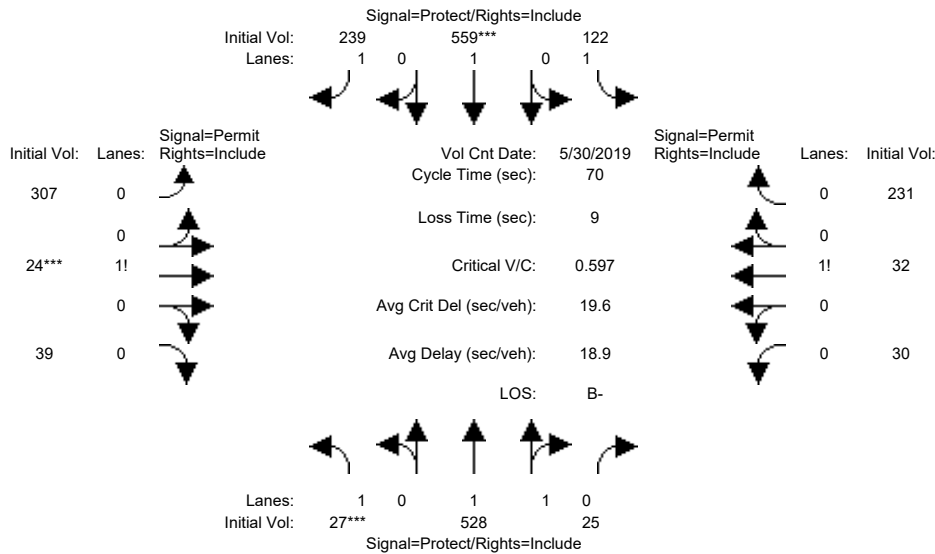 Signal=Protect/Rights=Include
Initial Vol: 239 559*** 122
Lanes: 1 0 1 0 1
Signal=Permit Signal=Permit
Initial Vol: Lanes: Rights=Include Vol Cnt Date: 5/30/2019 Rights=Include Lanes: Initial Vol:
Cycle Time (sec): 70
307 0 0 231
Loss Time (sec): 9
0 0
24*** 1! Critical V/C: 0.597 1! 32
0 Avg Crit Del (sec/veh): 19.6 0
39 0 Avg Delay (sec/veh): 18.9 0 30
LOS: B-
Lanes: 1 0 1 1 0
Initial Vol: 27*** 528 25
Signal=Protect/Rights=Include